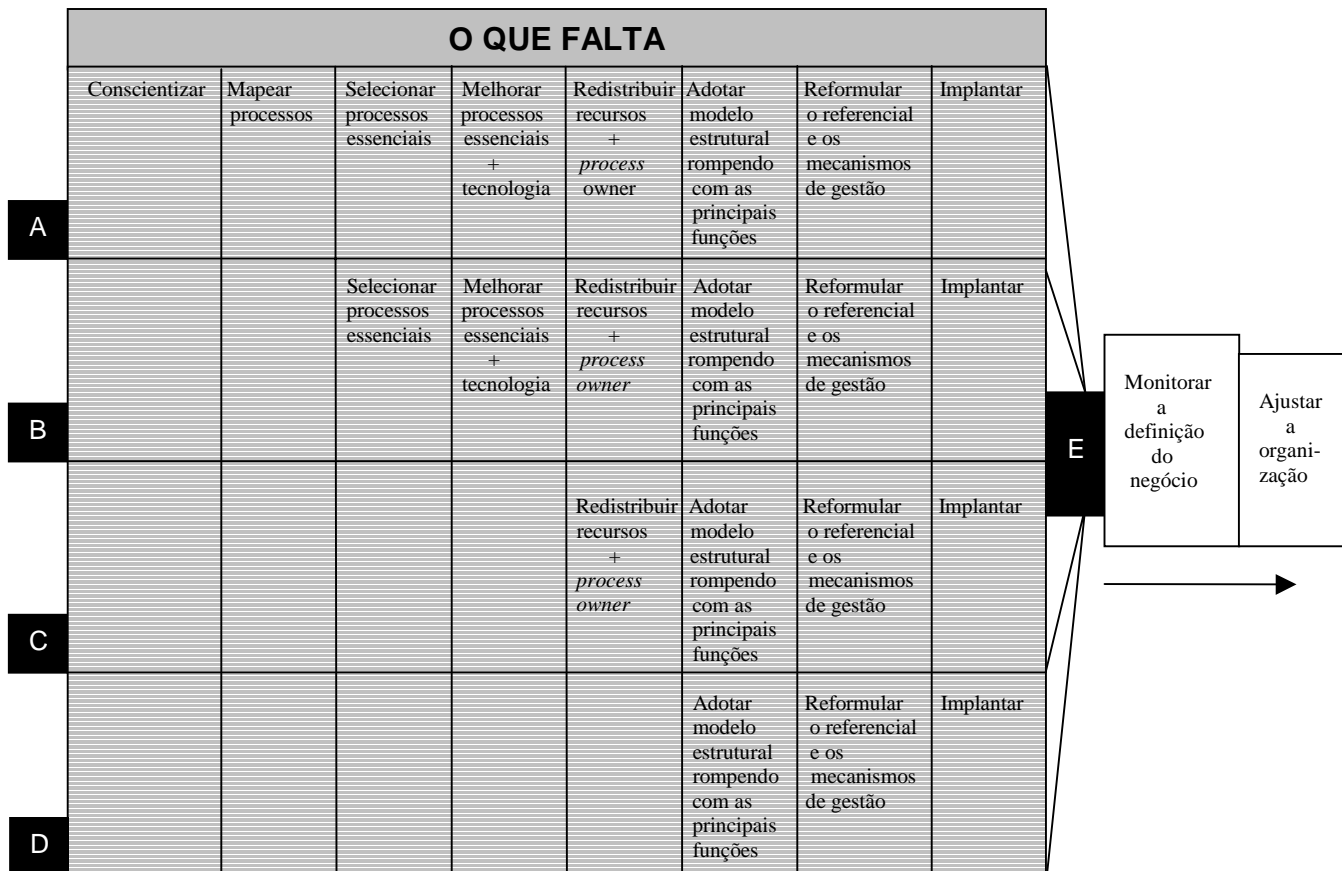 O QUE FALTA
Conscientizar
Mapear
processos
Selecionar
processos
essenciais
Melhorar
processos
essenciais
+
tecnologia
Redistribuir
recursos
+
process
owner
Adotar
modelo
estrutural
rompendo
com as
principais
funções
Reformular
o referencial
e os
mecanismos
de gestão
Implantar
A
Selecionar
processos
essenciais
Melhorar
processos
essenciais
+
tecnologia
Redistribuir
recursos
+
process
owner
Adotar
modelo
estrutural
rompendo
com as
principais
funções
Reformular
o referencial
e os
mecanismos
de gestão
Implantar
B
Redistribuir
recursos
+
process
owner
Adotar
modelo
estrutural
rompendo
com as
principais
funções
Reformular
o referencial
e os
mecanismos
de gestão
Implantar
C
Adotar
modelo
estrutural
rompendo
com as
principais
funções
Reformular
o referencial
e os
mecanismos
de gestão
Implantar
D
E
Monitorar
a
definição
do
negócio
Ajustar
a
organi-
zação